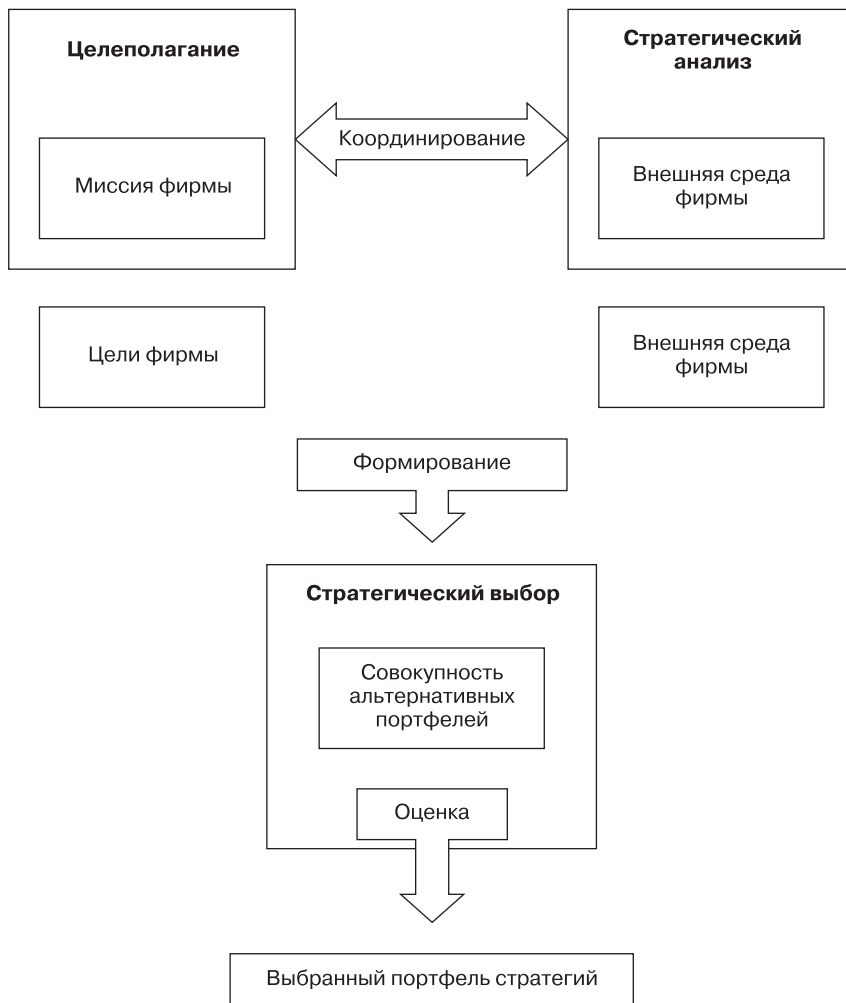 Целеполагание
Стратегический
анализ
Координирование
Миссия фирмы
Внешняя среда
фирмы
Цели фирмы
Внешняя среда
фирмы
Формирование
Стратегический выбор
Совокупность
альтернативных
портфелей
Оценка
Выбранный портфель стратегий